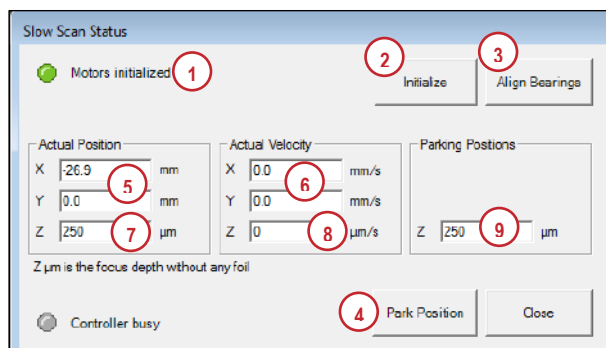 Slow Scan Status
Motors initialized
1
2
Initialize
3
Align Bearings
Actual Position
X -26.9 mm
5
Y 0.0 mm
Z 250 µm
7
Actual Velocity
X 0.0 mm/s
6
Y 0.0 mm/s
Z 0 µm/s
8
Parking Postions
Z 250 µm
9
Z µm is the focus depth without any foil
Controller busy
4
Park Position
Close